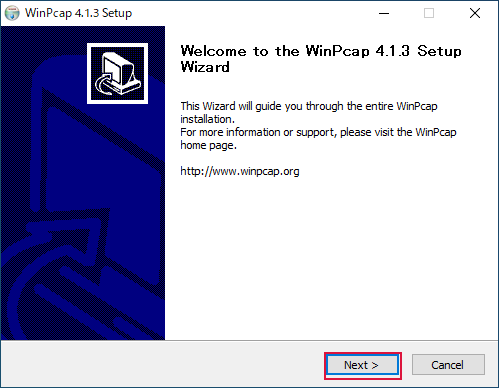 WinPcap 4.1.3 Setup
Welcome to the WinPcap 4.1.3 Setup
Wizard
This Wizard will guide you through the entire WinPcap
installation.
For more information or support, please visit the WinPcap
home page.
http://www.winpcap.org
Next >
Cancel